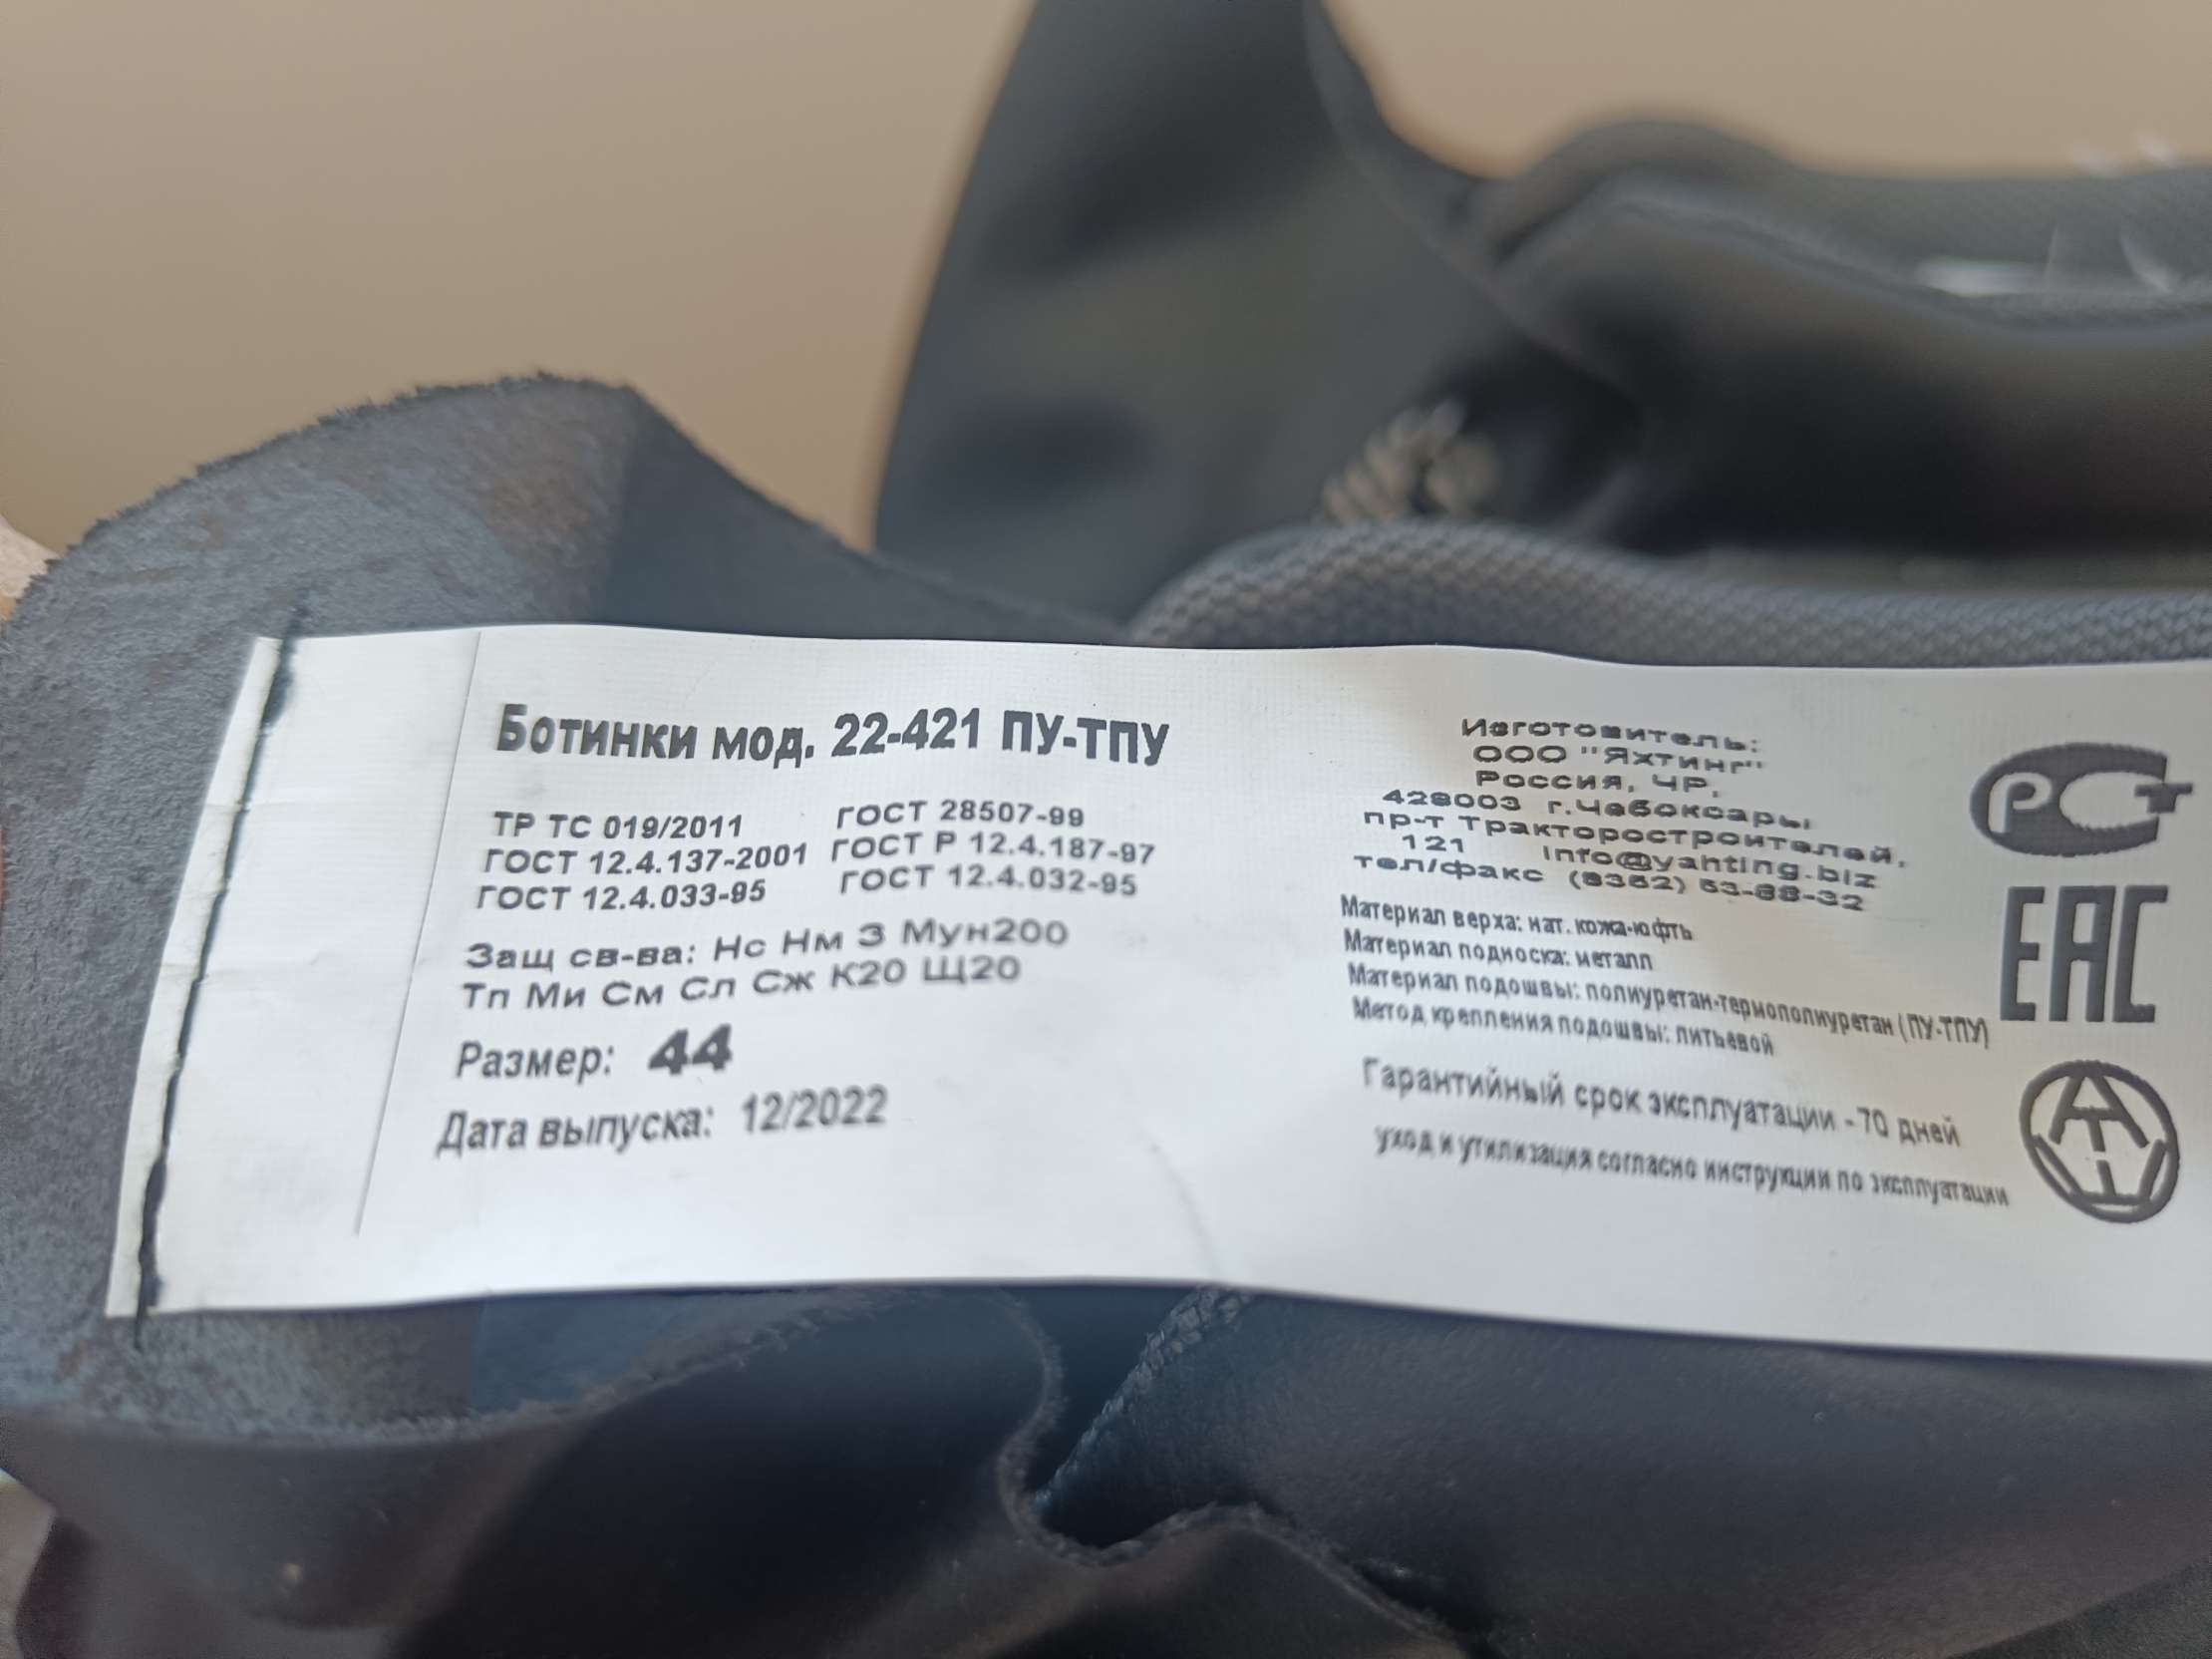 Ботинки мод. 22-421 ПУ-ТПУ
ТР ТС 019/2011 ГОСТ 28507-99
ГОСТ 12.4.137-2001 ГОСТ Р 12.4.187-97
ГОСТ 12.4.033-95 ГОСТ 12.4.032-95
Защ св-ва: Нс Нм З Мун200
Тп Ми См Сл Сж К20 Щ20
Размер: 44
Дата выпуска: 12/2022
Изготовитель:
ООО "Яхтинг"
Россия, ЧР,
428003 г.Чебоксары
пр-т Тракторостроителей,
121 info@yahting.biz
тел/факс (8352) 53-88-32
Материал верха: нат. кожа-юфть
Материал подноска: металл
Материал подошвы: полиуретан-термополиуретан (ПУ-ТПУ)
Метод крепления подошвы: литьевой
Гарантийный срок эксплуатации - 70 дней
уход и утилизация согласно инструкции по эксплуатации
РСТ
ЕАС